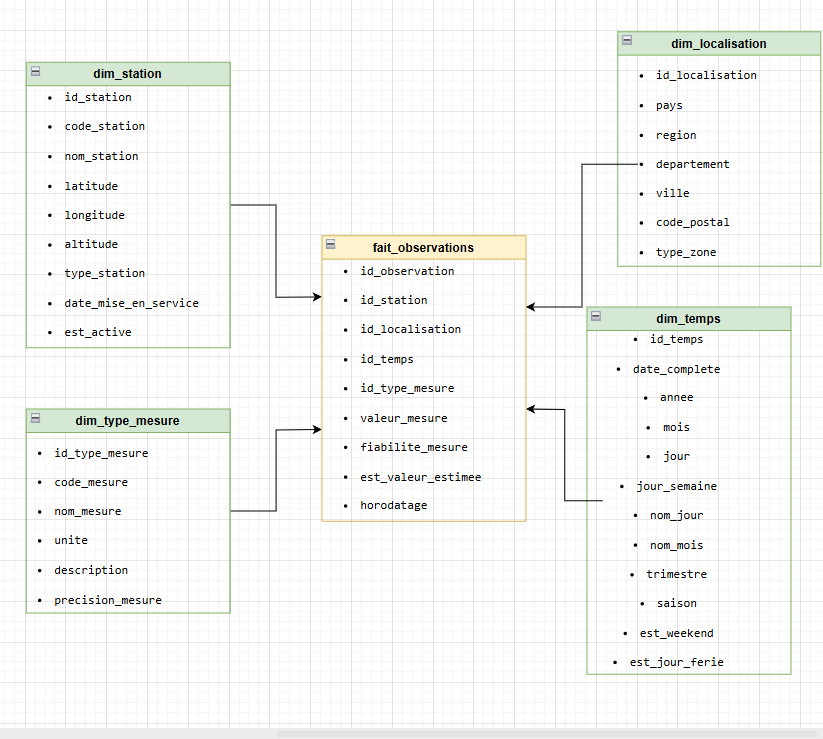 dim_station
id_station
code_station
nom_station
latitude
longitude
altitude
type_station
date_mise_en_service
est_active
dim_type_mesure
id_type_mesure
code_mesure
nom_mesure
unite
description
precision_mesure
fait_observations
id_observation
id_station
id_localisation
id_temps
id_type_mesure
valeur_mesure
fiabilite_mesure
est_valeur_estimee
horodatage
dim_localisation
id_localisation
pays
region
departement
ville
code_postal
type_zone
dim_temps
id_temps
date_complete
annee
mois
jour
jour_semaine
nom_jour
nom_mois
trimestre
saison
est_weekend
est_jour_ferie